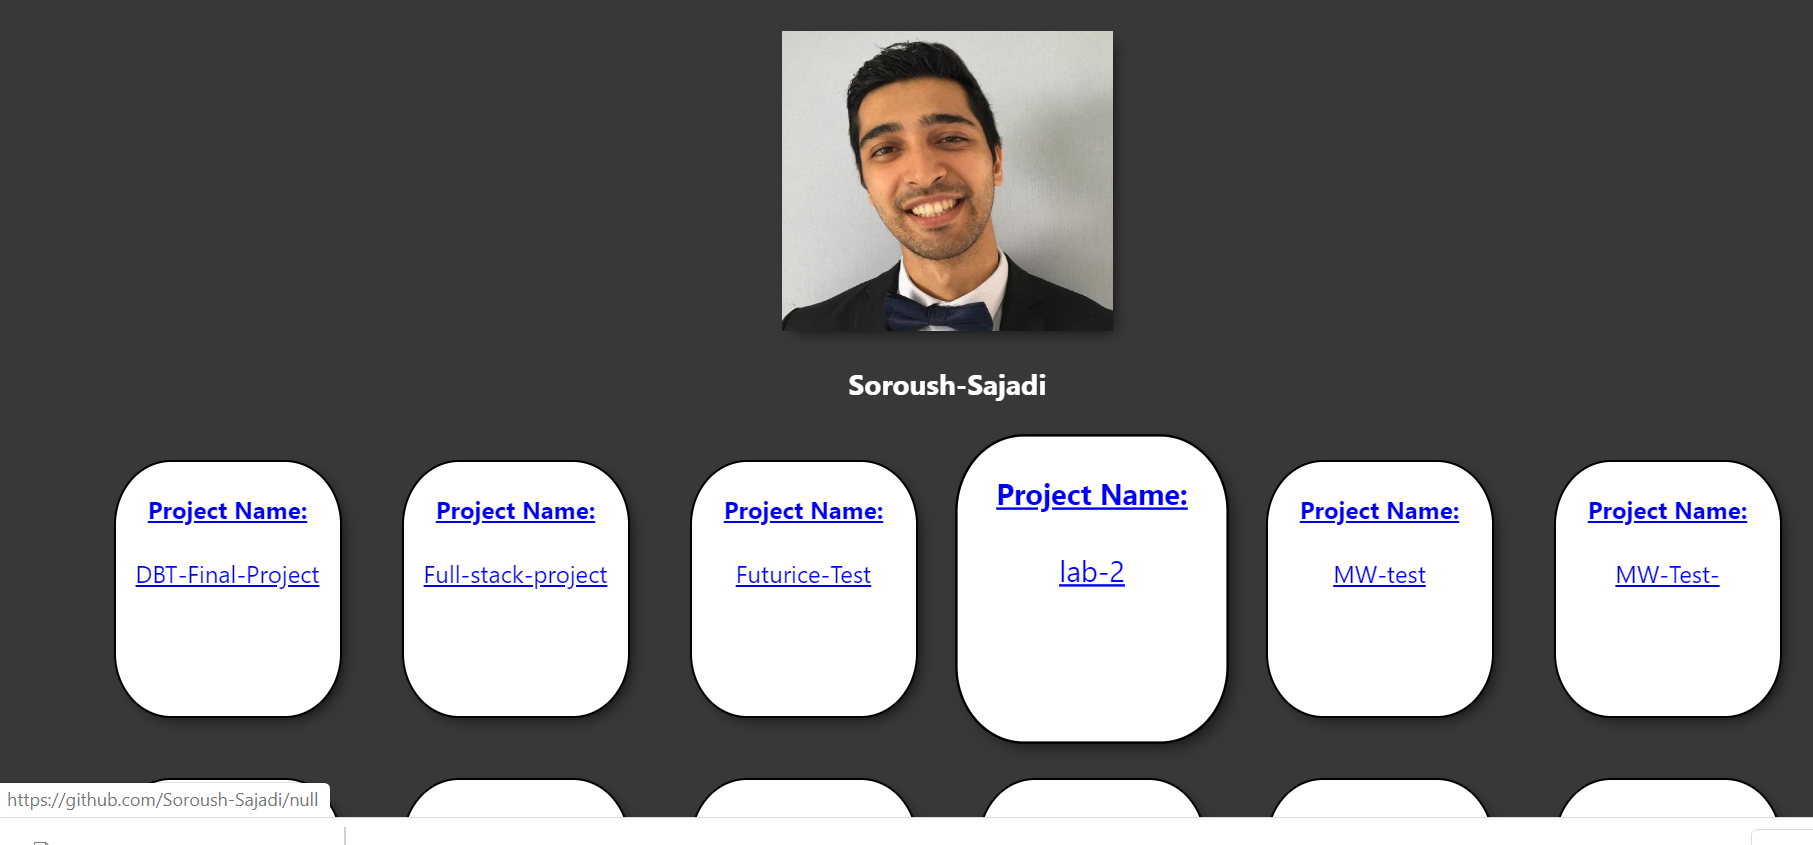 Soroush-Sajadi
Project Name:
DBT-Final-Project
Project Name:
Full-stack-project
Project Name:
Futurice-Test
Project Name:
lab-2
Project Name:
MW-test
Project Name:
MW-Test-
https://github.com/Soroush-Sajadi/null